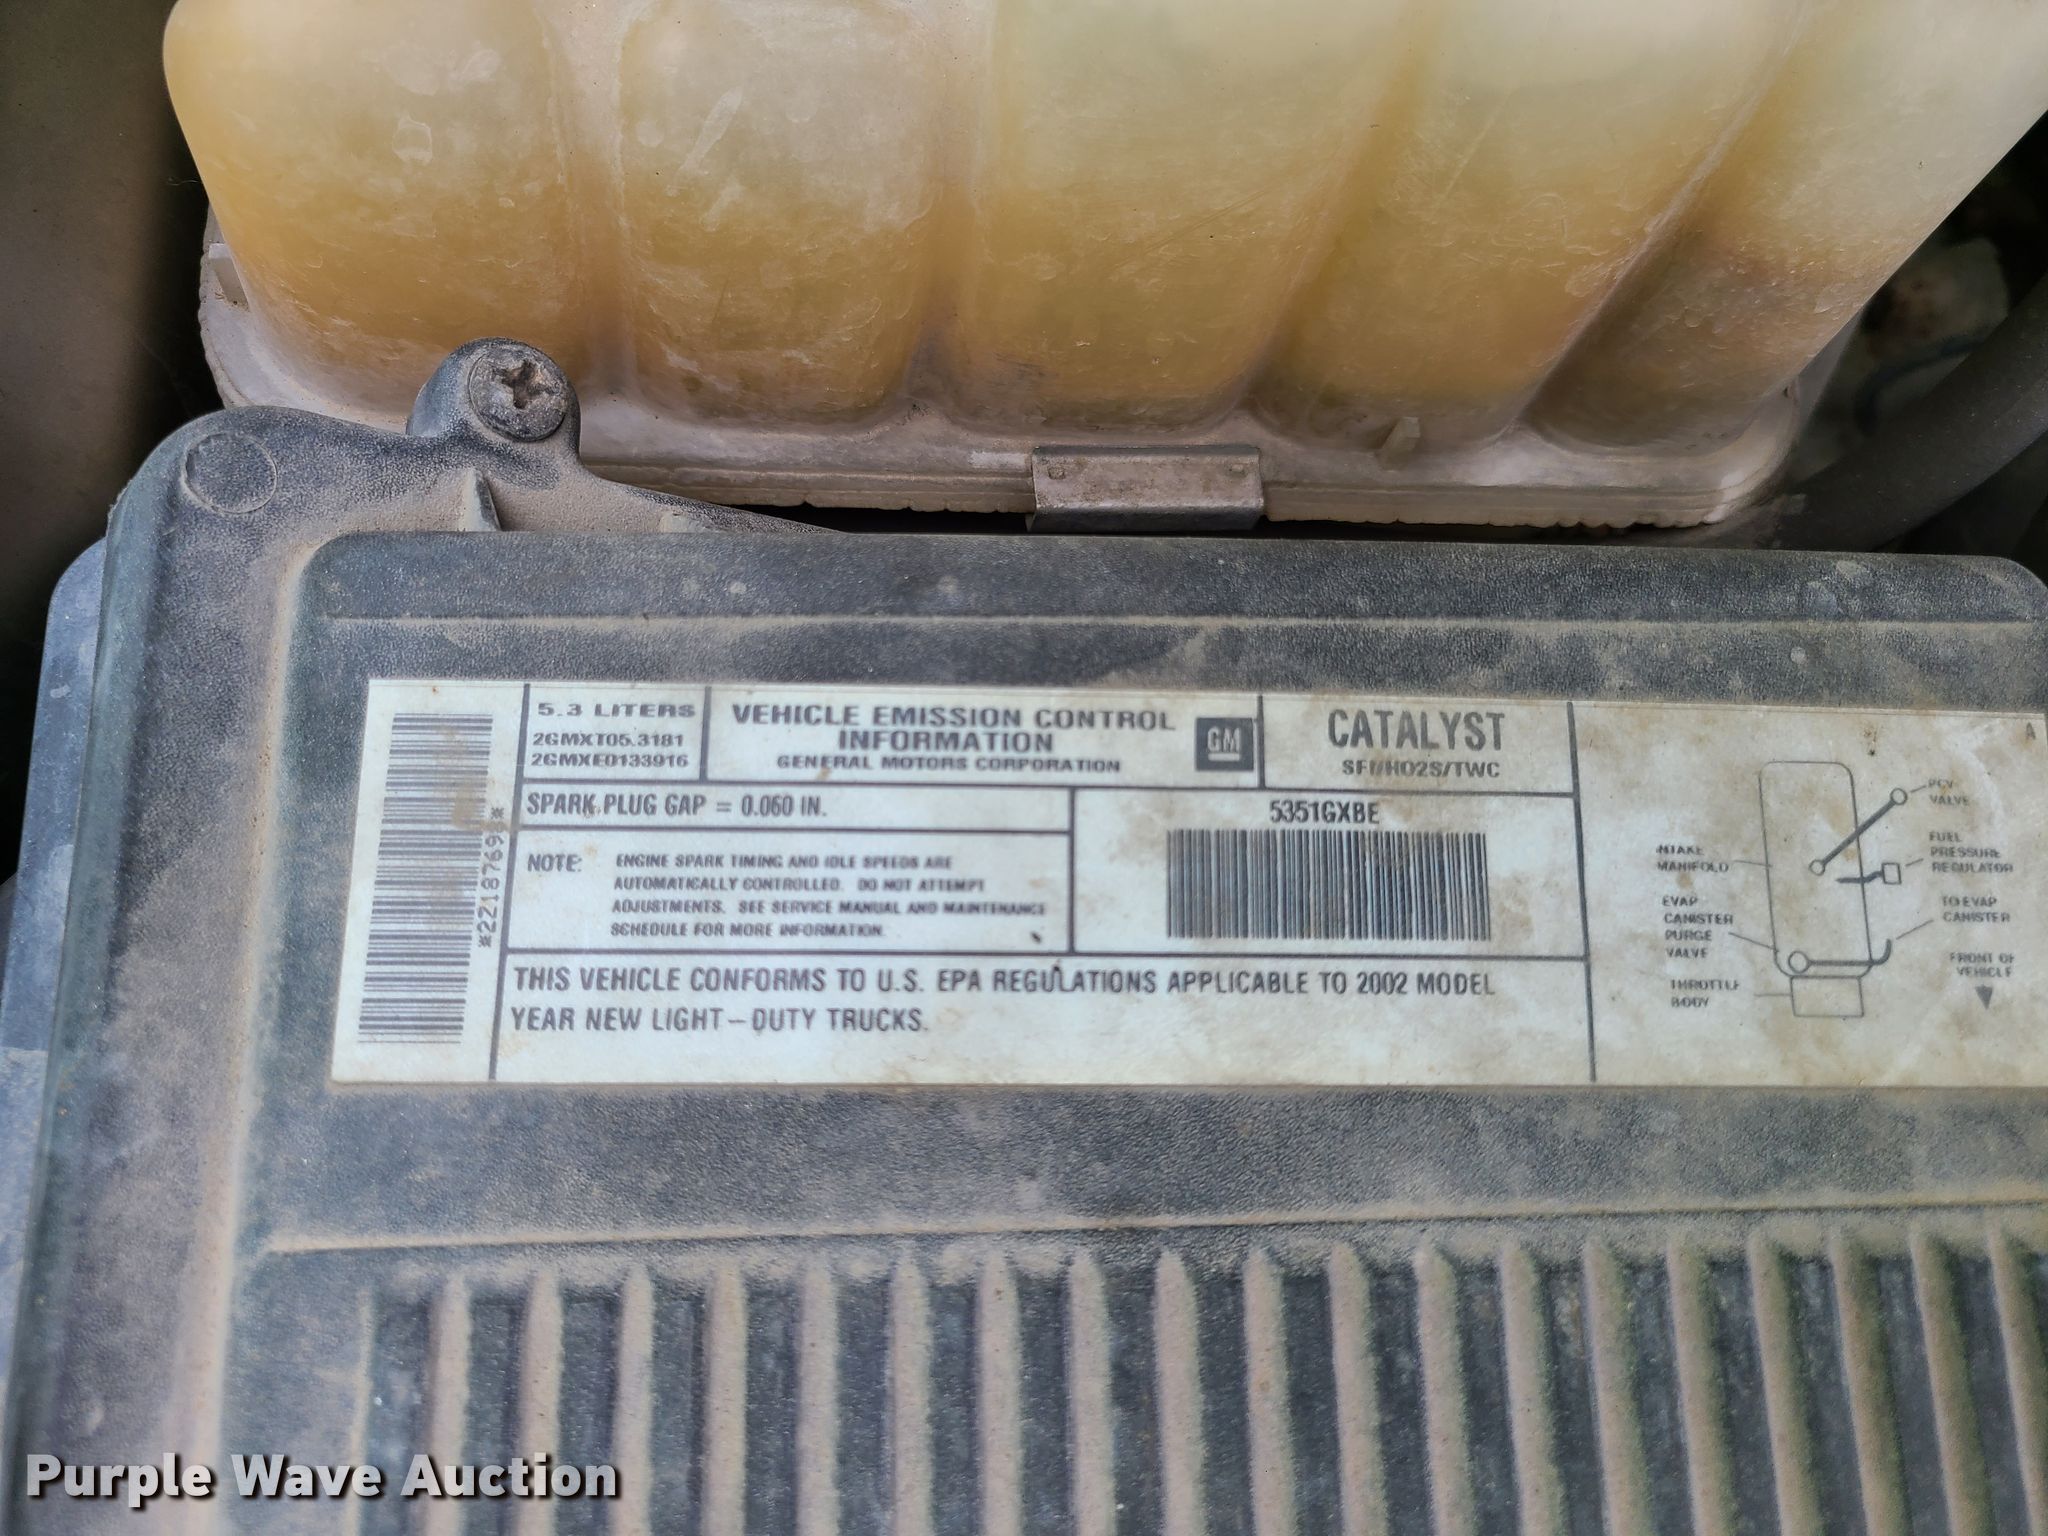 5.3 LITERS
2GMXT05.3181
2GMXE0133916
VEHICLE EMISSION CONTROL
INFORMATION
GENERAL MOTORS CORPORATION
GM
CATALYST
SFI/HO2S/TWC
*2218769*
SPARK PLUG GAP = 0.060 IN.
5351GXBE
NOTE: ENGINE SPARK TIMING AND IDLE SPEEDS ARE
AUTOMATICALLY CONTROLLED. DO NOT ATTEMPT
ADJUSTMENTS. SEE SERVICE MANUAL AND MAINTENANCE
SCHEDULE FOR MORE INFORMATION.
THIS VEHICLE CONFORMS TO U.S. EPA REGULATIONS APPLICABLE TO 2002 MODEL
YEAR NEW LIGHT-DUTY TRUCKS.
A
PCV
VALVE
FUEL
PRESSURE
REGULATOR
INTAKE
MANIFOLD
EVAP
CANISTER
PURGE
VALVE
TO EVAP
CANISTER
FRONT OF
VEHICLE
THROTTLE
BODY
Purple Wave Auction